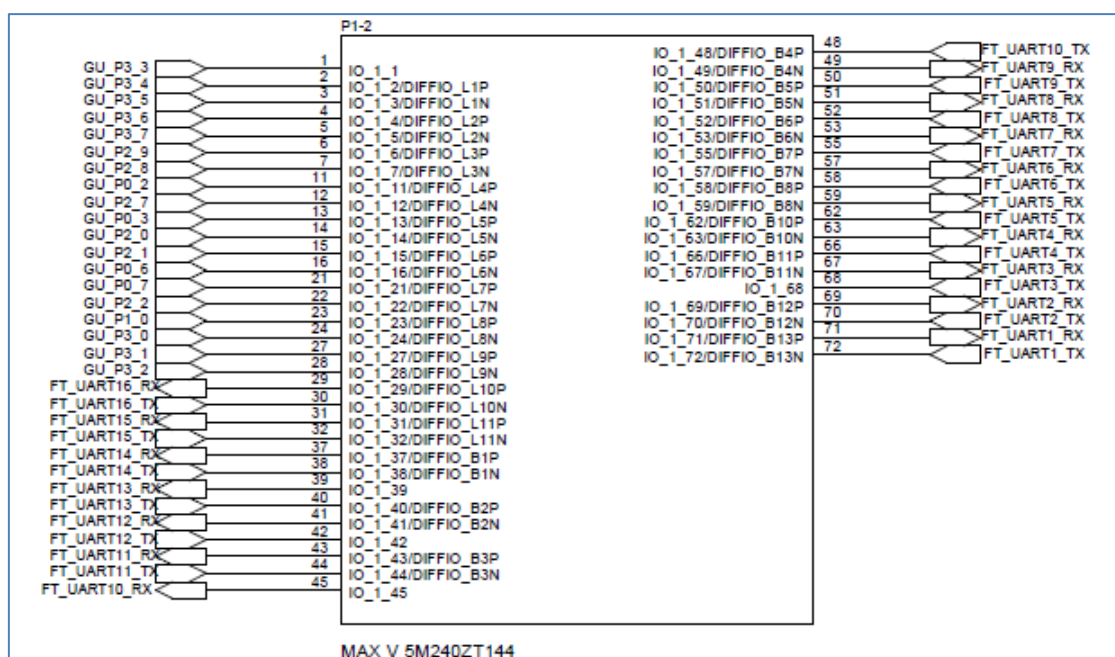 P1-2
GU_P3_3 1 IO_1_1
GU_P3_4 2 IO_1_2/DIFFIO_L1P
GU_P3_5 3 IO_1_3/DIFFIO_L1N
GU_P3_6 4 IO_1_4/DIFFIO_L2P
GU_P3_7 5 IO_1_5/DIFFIO_L2N
GU_P2_9 6 IO_1_6/DIFFIO_L3P
GU_P2_8 7 IO_1_7/DIFFIO_L3N
GU_P0_2 11 IO_1_11/DIFFIO_L4P
GU_P2_7 12 IO_1_12/DIFFIO_L4N
GU_P0_3 13 IO_1_13/DIFFIO_L5P
GU_P2_0 14 IO_1_14/DIFFIO_L5N
GU_P2_1 15 IO_1_15/DIFFIO_L6P
GU_P0_6 16 IO_1_16/DIFFIO_L6N
GU_P0_7 21 IO_1_21/DIFFIO_L7P
GU_P2_2 22 IO_1_22/DIFFIO_L7N
GU_P1_0 23 IO_1_23/DIFFIO_L8P
GU_P3_0 24 IO_1_24/DIFFIO_L8N
GU_P3_1 27 IO_1_27/DIFFIO_L9P
GU_P3_2 28 IO_1_28/DIFFIO_L9N
FT_UART16_RX 29 IO_1_29/DIFFIO_L10P
FT_UART16_TX 30 IO_1_30/DIFFIO_L10N
FT_UART15_RX 31 IO_1_31/DIFFIO_L11P
FT_UART15_TX 32 IO_1_32/DIFFIO_L11N
FT_UART14_RX 37 IO_1_37/DIFFIO_B1P
FT_UART14_TX 38 IO_1_38/DIFFIO_B1N
FT_UART13_RX 39 IO_1_39
FT_UART13_TX 40 IO_1_40/DIFFIO_B2P
FT_UART12_RX 41 IO_1_41/DIFFIO_B2N
FT_UART12_TX 42 IO_1_42
FT_UART11_RX 43 IO_1_43/DIFFIO_B3P
FT_UART11_TX 44 IO_1_44/DIFFIO_B3N
FT_UART10_RX 45 IO_1_45
IO_1_48/DIFFIO_B4P 48 FT_UART10_TX
IO_1_49/DIFFIO_B4N 49 FT_UART9_RX
IO_1_50/DIFFIO_B5P 50 FT_UART9_TX
IO_1_51/DIFFIO_B5N 51 FT_UART8_RX
IO_1_52/DIFFIO_B6P 52 FT_UART8_TX
IO_1_53/DIFFIO_B6N 53 FT_UART7_RX
IO_1_55/DIFFIO_B7P 55 FT_UART7_TX
IO_1_57/DIFFIO_B7N 57 FT_UART6_RX
IO_1_58/DIFFIO_B8P 58 FT_UART6_TX
IO_1_59/DIFFIO_B8N 59 FT_UART5_RX
IO_1_62/DIFFIO_B10P 62 FT_UART5_TX
IO_1_63/DIFFIO_B10N 63 FT_UART4_RX
IO_1_66/DIFFIO_B11P 66 FT_UART4_TX
IO_1_67/DIFFIO_B11N 67 FT_UART3_RX
IO_1_68 68 FT_UART3_TX
IO_1_69/DIFFIO_B12P 69 FT_UART2_RX
IO_1_70/DIFFIO_B12N 70 FT_UART2_TX
IO_1_71/DIFFIO_B13P 71 FT_UART1_RX
IO_1_72/DIFFIO_B13N 72 FT_UART1_TX
MAX V 5M240ZT144